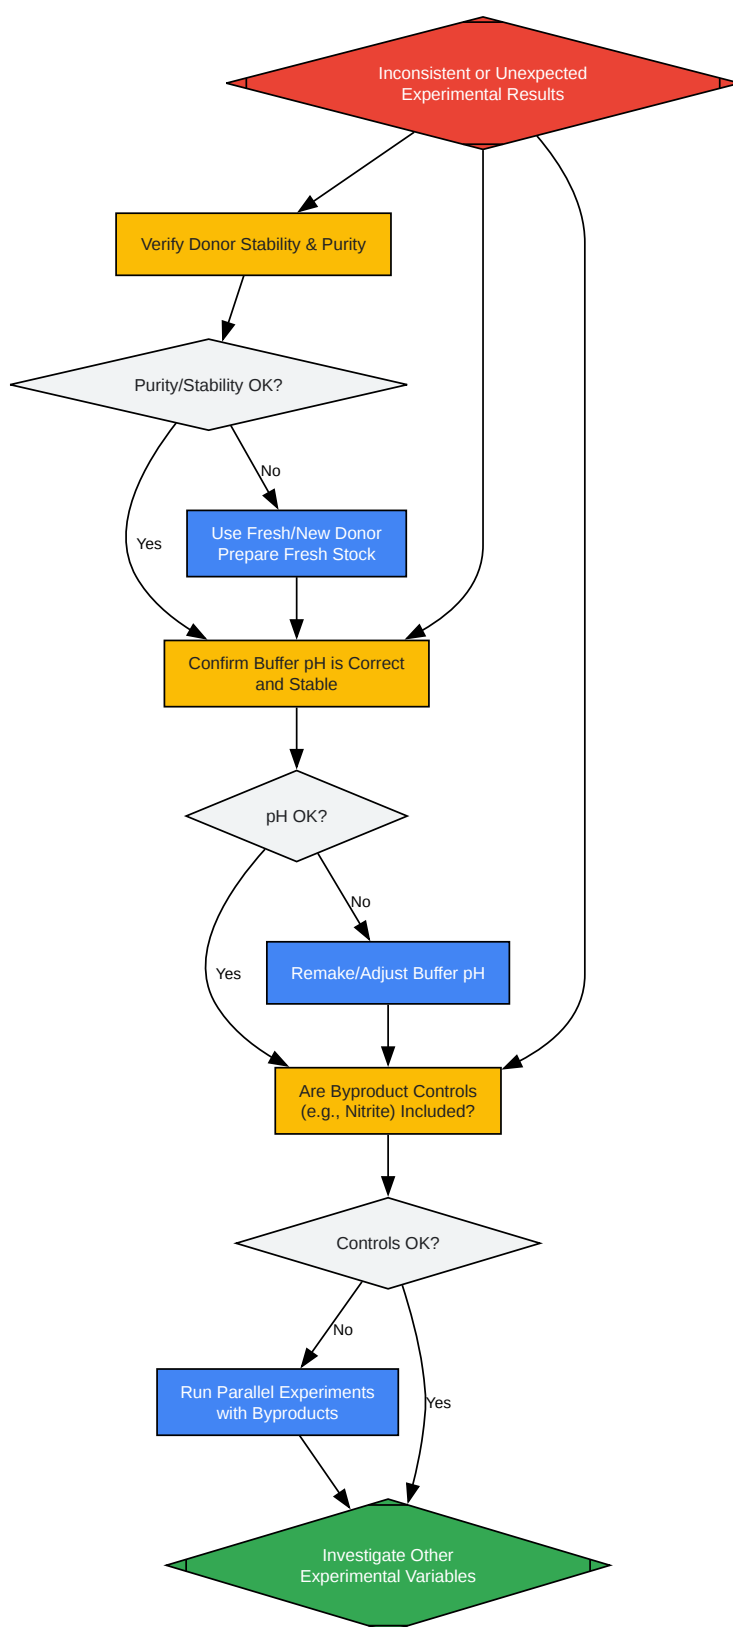 Inconsistent or Unexpected
Experimental Results
Verify Donor Stability & Purity
Purity/Stability OK?
No
Use Fresh/New Donor
Prepare Fresh Stock
Yes
Confirm Buffer pH is Correct
and Stable
pH OK?
No
Remake/Adjust Buffer pH
Yes
Are Byproduct Controls
(e.g., Nitrite) Included?
Controls OK?
No
Run Parallel Experiments
with Byproducts
Yes
Investigate Other
Experimental Variables